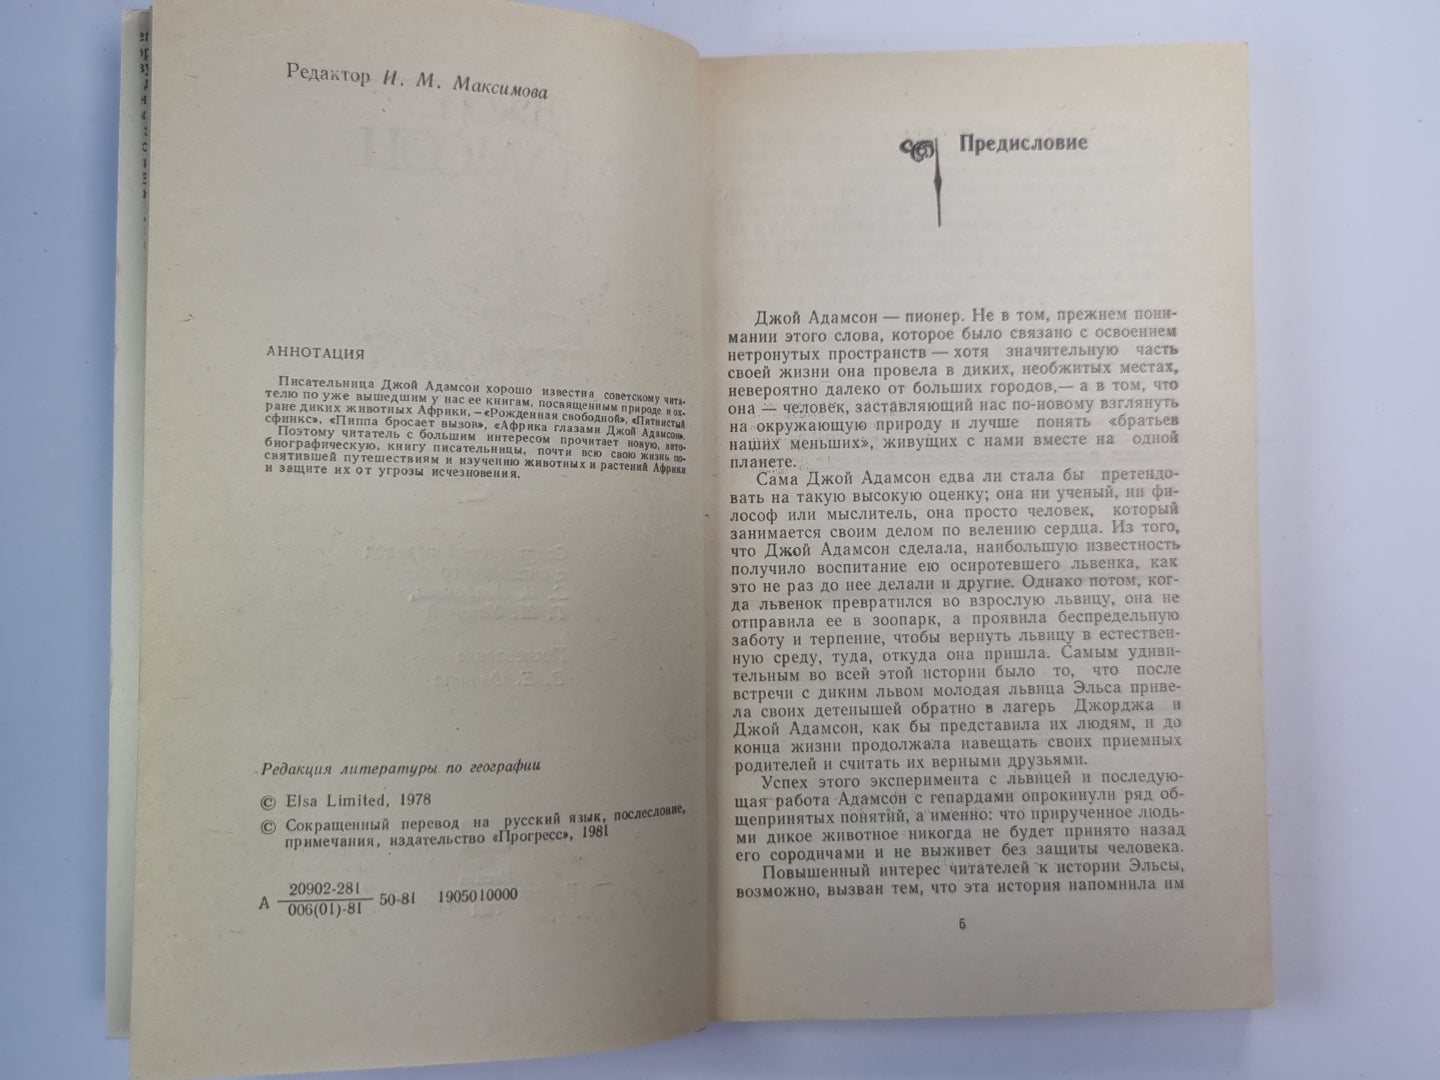 Редактор И. М. Максимова
АННОТАЦИЯ
Писательница Джой Адамсон хорошо известна советскому чита-
телю по уже вышедшим у нас ее книгам, посвященным природе и ох-
ране диких животных Африки, — «Рожденная свободной», «Пятнистый
сфинкс», «Пиппа бросает вызов», «Африка глазами Джой Адамсон».
Поэтому читатель с большим интересом прочитает новую, авто-
биографическую, книгу писательницы, почти всю свою жизнь по-
святившей путешествиям и изучению животных и растений Африки
и защите их от угрозы исчезновения.
Редакция литературы по географии
© Elsa Limited, 1978
© Сокращенный перевод на русский язык, послесловие,
примечания, издательство «Прогресс», 1981
А 20902-281 50-81 1905010000
006(01)-81
Предисловие
Джой Адамсон — пионер. Не в том, прежнем пони-
мании этого слова, которое было связано с освоением
нетронутых пространств — хотя значительную часть
своей жизни она провела в диких, необжитых местах,
невероятно далеко от больших городов,— а в том, что
она — человек, заставляющий нас по-новому взглянуть
на окружающую природу и лучше понять «братьев
наших меньших», живущих с нами вместе на одной
планете.
Сама Джой Адамсон едва ли стала бы претендо-
вать на такую высокую оценку; она ни ученый, ни фи-
лософ или мыслитель, она просто человек, который
занимается своим делом по велению сердца. Из того,
что Джой Адамсон сделала, наибольшую известность
получило воспитание ею осиротевшего львенка, как
это не раз до нее делали и другие. Однако потом, ког-
да львенок превратился во взрослую львицу, она не
отправила ее в зоопарк, а проявила беспредельную
заботу и терпение, чтобы вернуть львицу в естествен-
ную среду, туда, откуда она пришла. Самым удиви-
тельным во всей этой истории было то, что после
встречи с диким львом молодая львица Эльса приве-
ла своих детенышей обратно в лагерь Джорджа и
Джой Адамсон, как бы представила их людям, и до
конца жизни продолжала навещать своих приемных
родителей и считать их верными друзьями.
Успех этого эксперимента с львицей и последую-
щая работа Адамсон с гепардами опрокинули ряд об-
щепринятых понятий, а именно: что прирученное людь-
ми дикое животное никогда не будет принято назад
его сородичами и не выживет без защиты человека.
Повышенный интерес читателей к истории Эльсы,
возможно, вызван тем, что эта история напомнила им
5